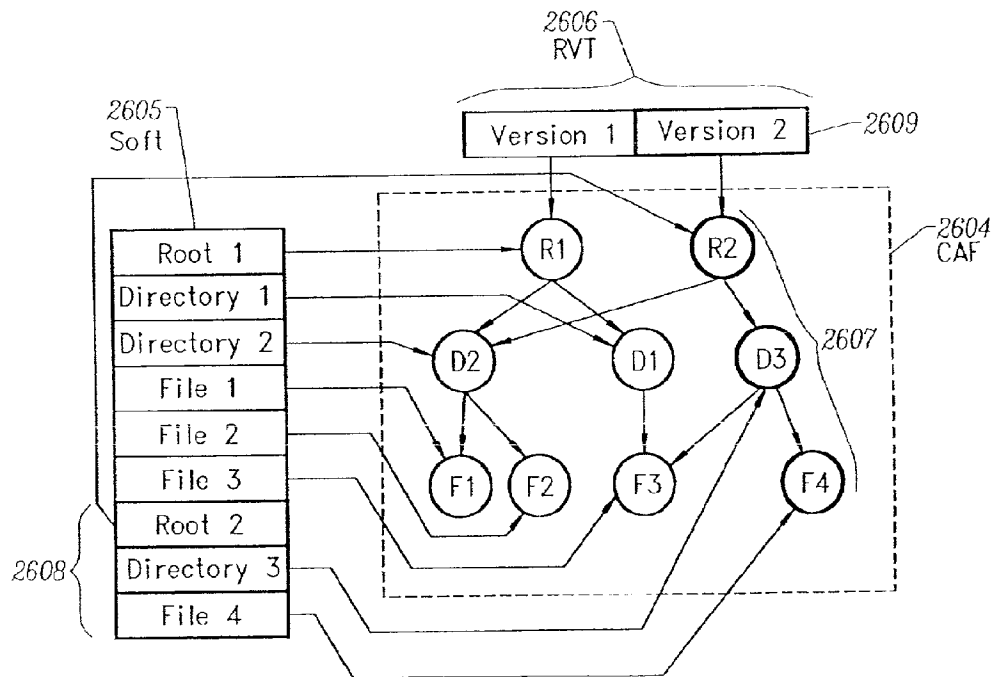 2606
RVT
2605
Soft
Version 1 Version 2
2609
2604
CAF
Root 1
Directory 1
Directory 2
File 1
File 2
File 3
Root 2
Directory 3
File 4
2608
R1 R2
D2 D1 D3
2607
F1 F2 F3 F4